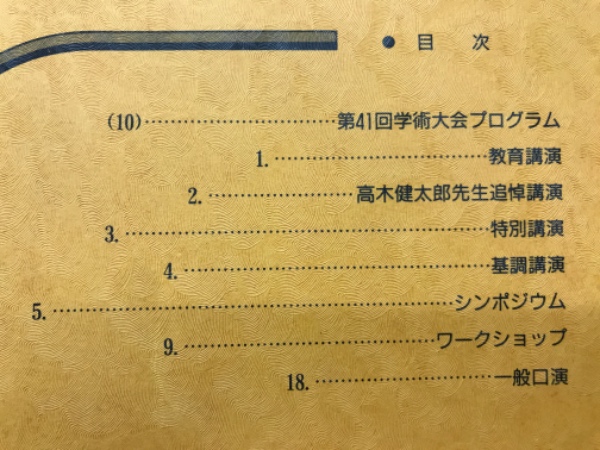 ● 目 次
(10)……………………第41回学術大会プログラム
1.…………………………教育講演
2.………………高木健太郎先生追悼講演
3.……………………………………………特別講演
4.……………………………………基調講演
5.………………………………………………シンポジウム
9.……………………………ワークショップ
18.……………………一般口演